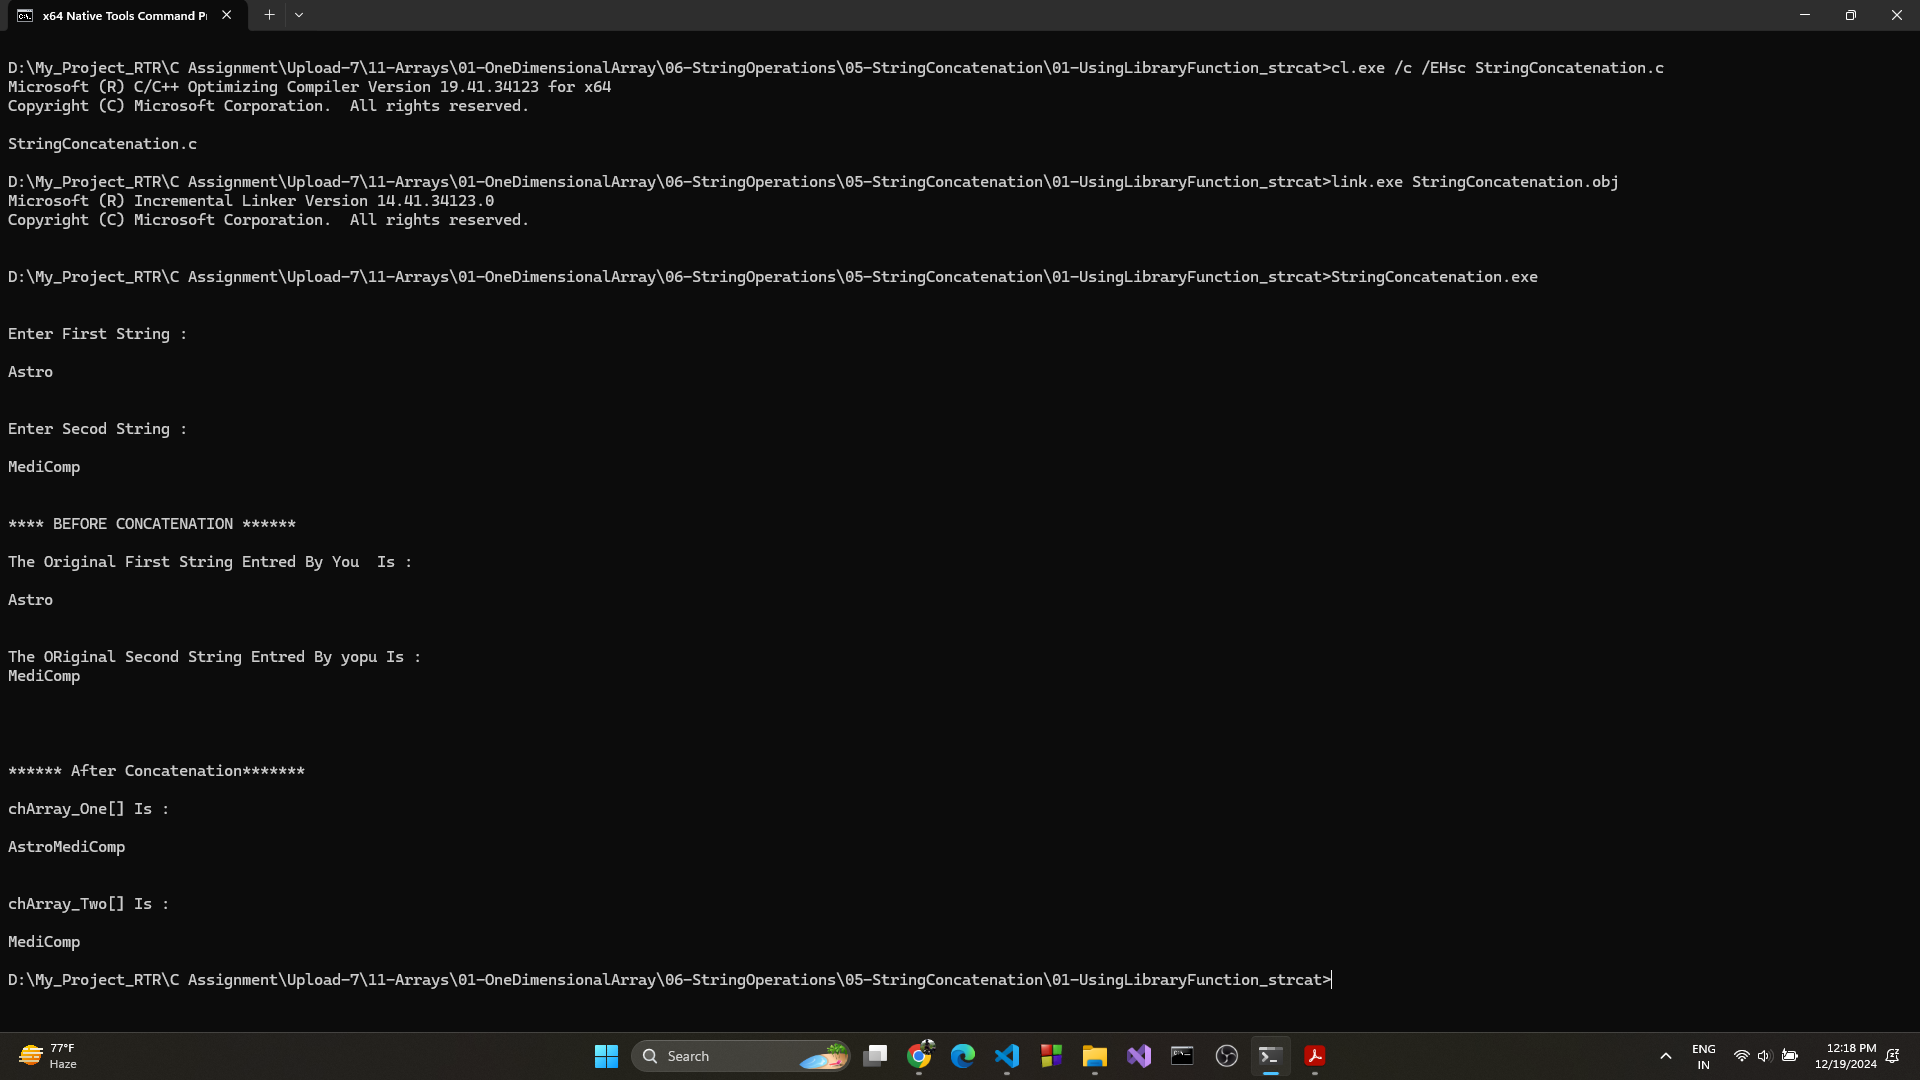 x64 Native Tools Command P
D:\My_Project_RTR\C Assignment\Upload-7\11-Arrays\01-OneDimensionalArray\06-StringOperations\05-StringConcatenation\01-UsingLibraryFunction_strcat>cl.exe /c /EHsc StringConcatenation.c
Microsoft (R) C/C++ Optimizing Compiler Version 19.41.34123 for x64
Copyright (C) Microsoft Corporation.  All rights reserved.
StringConcatenation.c
D:\My_Project_RTR\C Assignment\Upload-7\11-Arrays\01-OneDimensionalArray\06-StringOperations\05-StringConcatenation\01-UsingLibraryFunction_strcat>link.exe StringConcatenation.obj
Microsoft (R) Incremental Linker Version 14.41.34123.0
Copyright (C) Microsoft Corporation.  All rights reserved.
D:\My_Project_RTR\C Assignment\Upload-7\11-Arrays\01-OneDimensionalArray\06-StringOperations\05-StringConcatenation\01-UsingLibraryFunction_strcat>StringConcatenation.exe
Enter First String :
Astro
Enter Secod String :
MediComp
**** BEFORE CONCATENATION ******
The Original First String Entred By You  Is :
Astro
The ORiginal Second String Entred By yopu Is :
MediComp
****** After Concatenation*******
chArray_One[] Is :
AstroMediComp
chArray_Two[] Is :
MediComp
D:\My_Project_RTR\C Assignment\Upload-7\11-Arrays\01-OneDimensionalArray\06-StringOperations\05-StringConcatenation\01-UsingLibraryFunction_strcat>
77°F
Haze
Search
ENG
IN
12:18 PM
12/19/2024